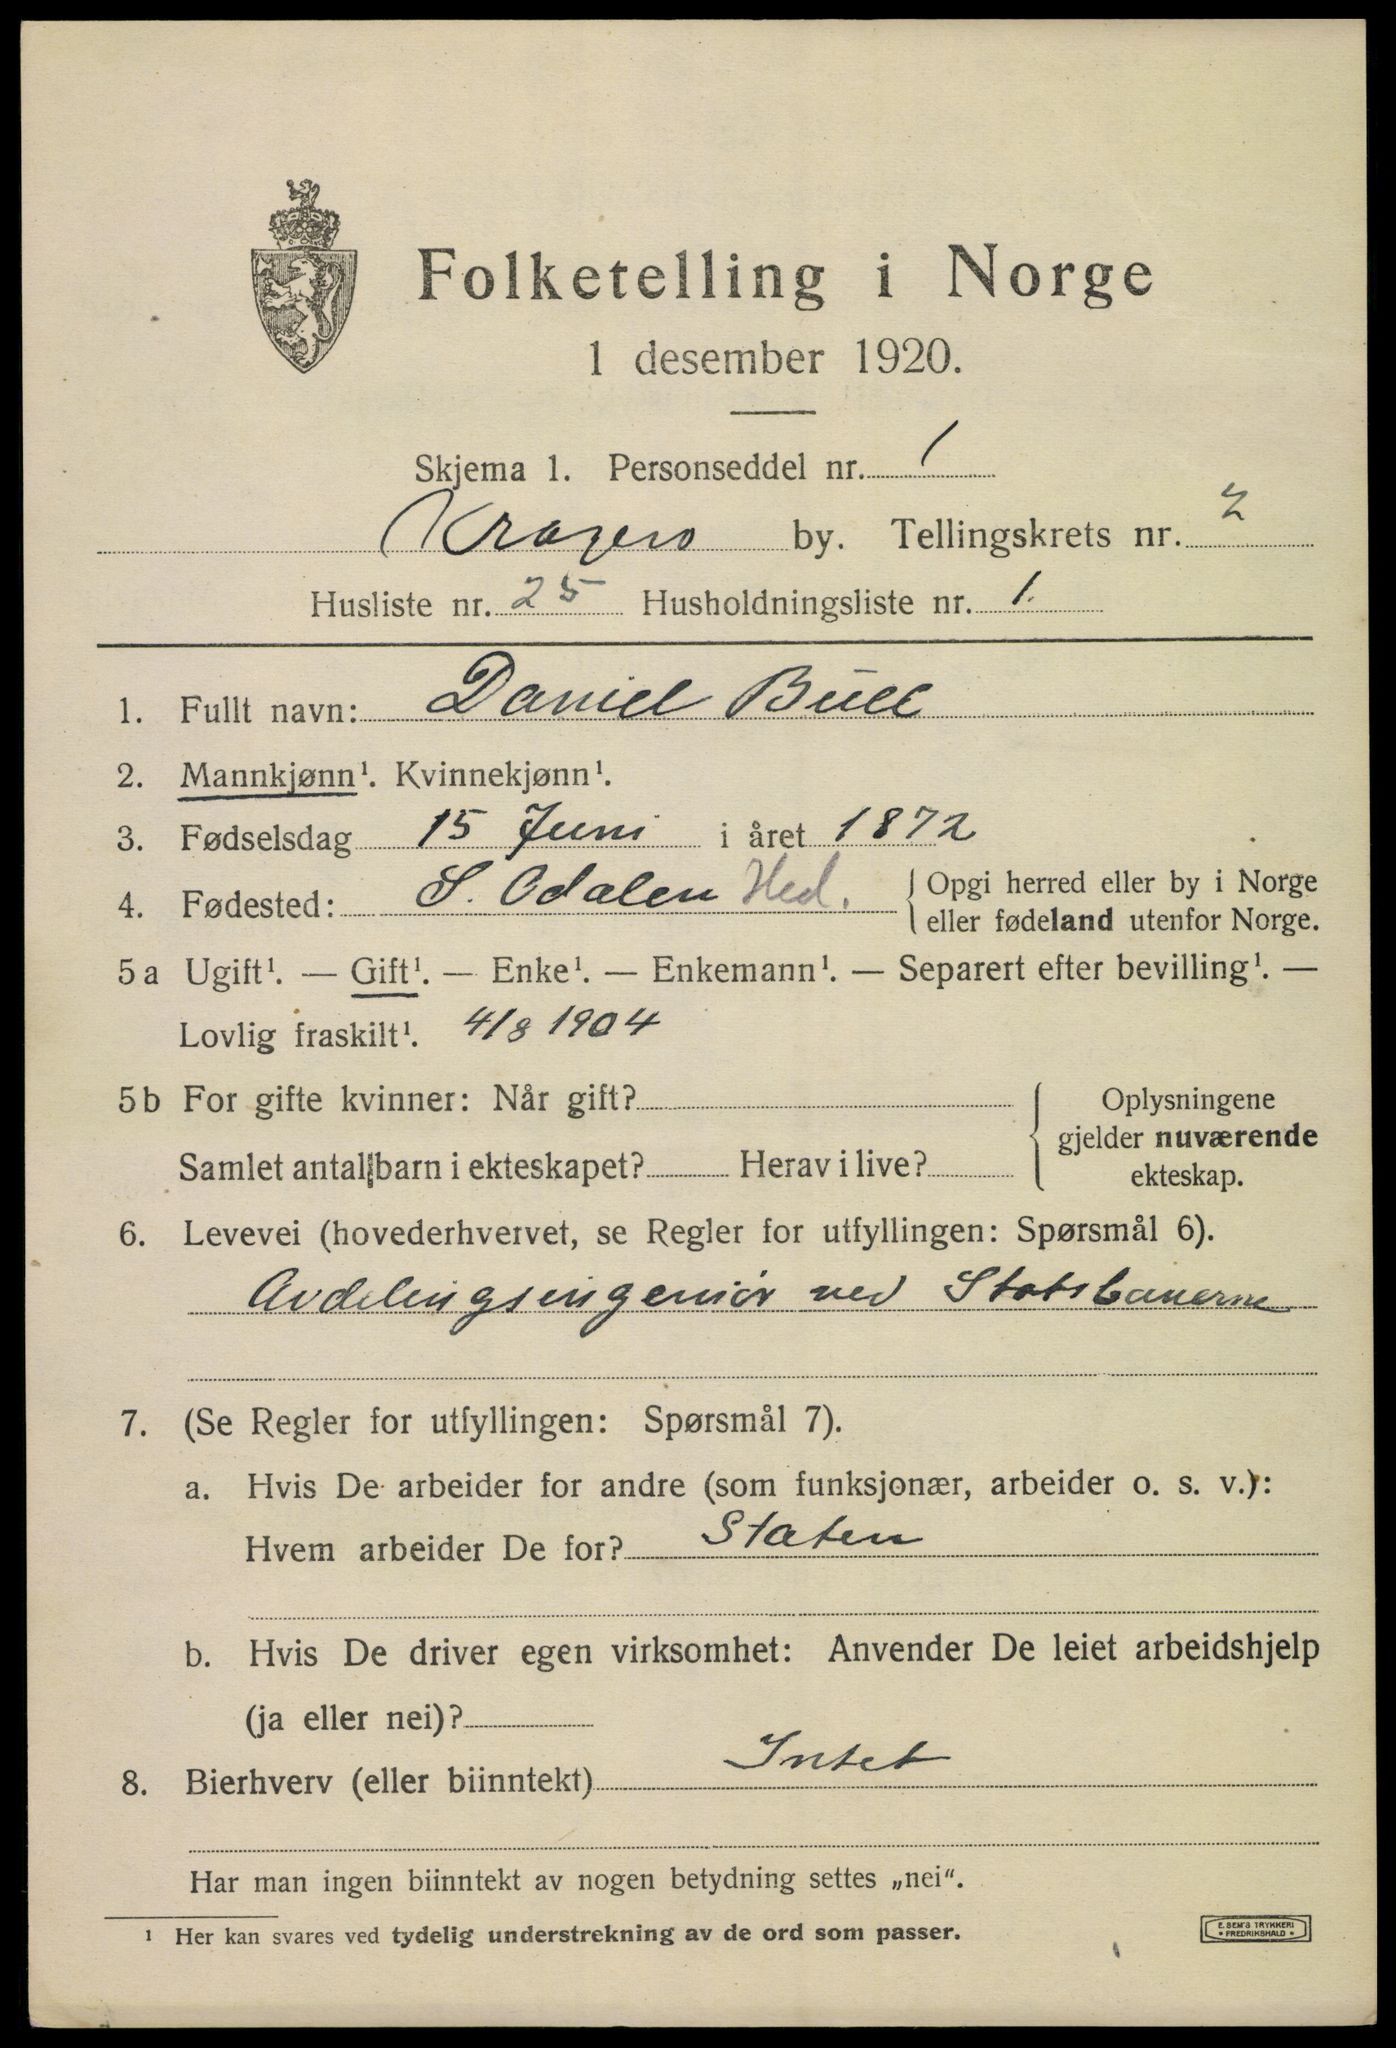 Folketelling i Norge
1 desember 1920.
Skjema 1. Personseddel nr. 1
Kragerø by. Tellingskrets nr. 2
Husliste nr. 25 Husholdningsliste nr. 1.
1. Fullt navn: Daniel Bull
2. Mannkjønn¹. Kvinnekjønn¹.
3. Fødselsdag 15 Juni i året 1872
4. Fødested: S. Odalen Hed. { Opgi herred eller by i Norge
eller fødeland utenfor Norge.
5a Ugift¹. — Gift¹. — Enke¹. — Enkemann¹. — Separert efter bevilling¹. —
Lovlig fraskilt¹. 4/8 1904
5b For gifte kvinner: Når gift?
Samlet antal barn i ekteskapet? Herav i live?
Oplysningene
gjelder nuværende
ekteskap.
6. Levevei (hovederhvervet, se Regler for utfyllingen: Spørsmål 6).
Avdelingsingeniør ved Statsbanerne
7. (Se Regler for utfyllingen: Spørsmål 7).
a. Hvis De arbeider for andre (som funksjonær, arbeider o. s. v.):
Hvem arbeider De for? Staten
b. Hvis De driver egen virksomhet: Anvender De leiet arbeidshjelp
(ja eller nei)?
8. Bierhverv (eller biinntekt) Intet
Har man ingen biinntekt av nogen betydning settes „nei“.
¹ Her kan svares ved tydelig understrekning av de ord som passer.
E. SEM'S TRYKKERI
• FREDRIKSHALD •